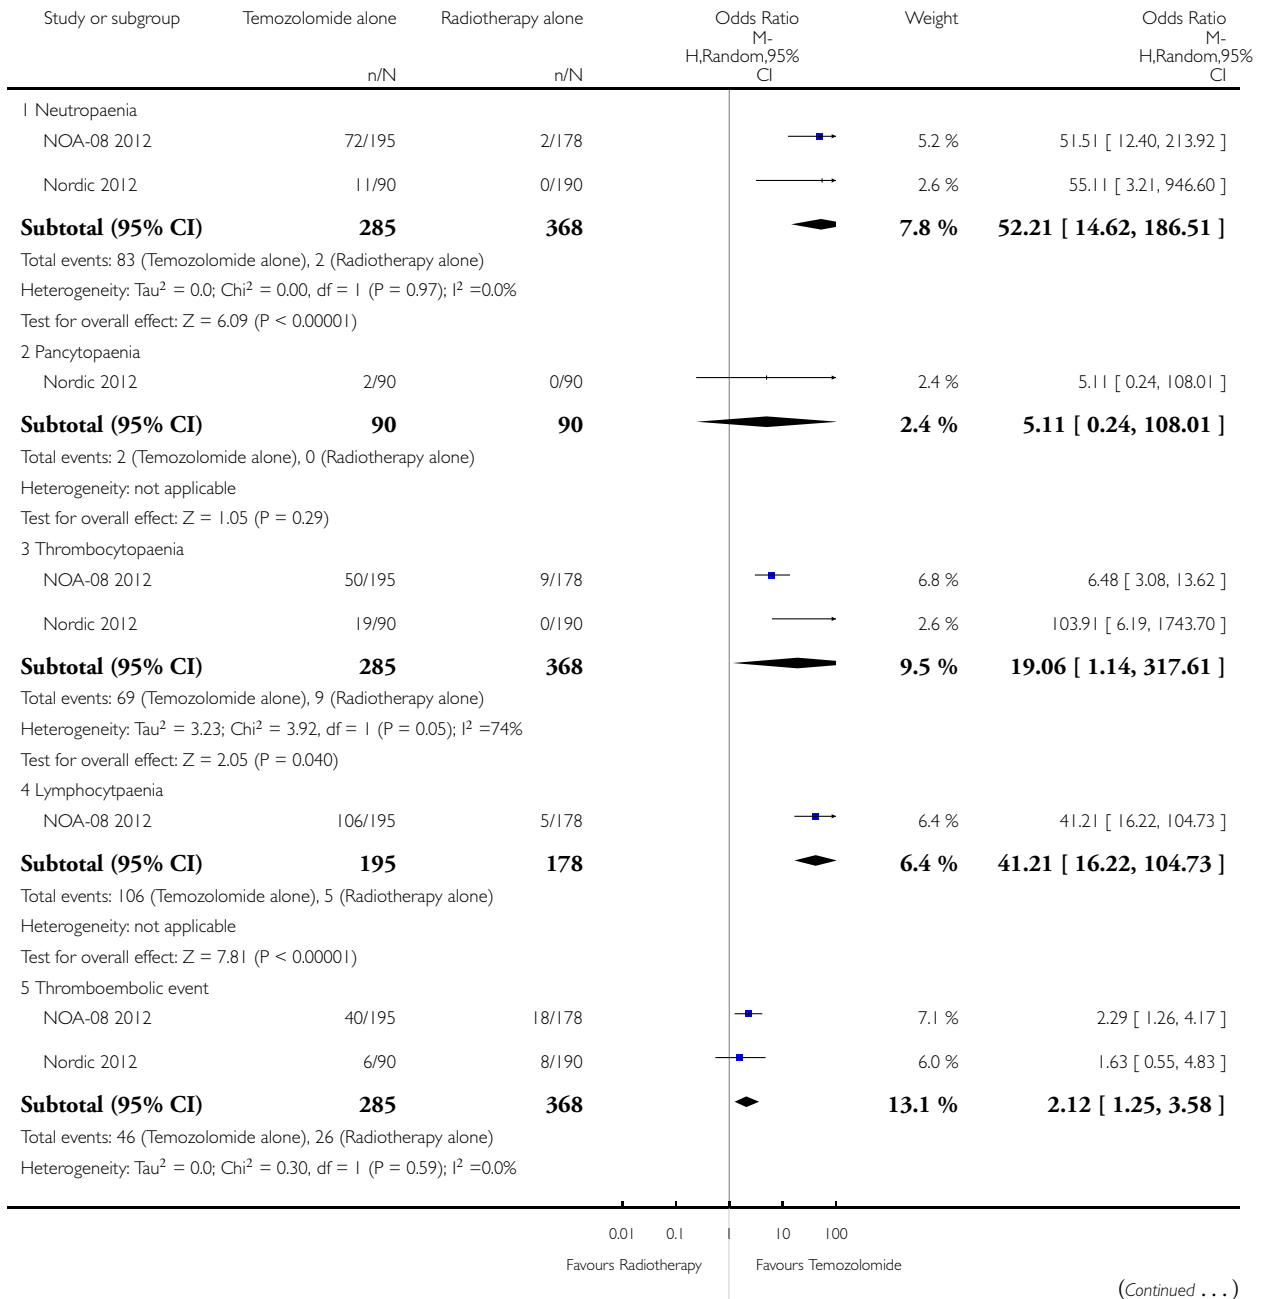 Study or subgroup Temozolomide alone Radiotherapy alone Odds Ratio Weight Odds Ratio
M- M-
H,Random,95% H,Random,95%
n/N n/N CI CI
1 Neutropaenia
NOA-08 2012 72/195 2/178 5.2 % 51.51 [ 12.40, 213.92 ]
Nordic 2012 11/90 0/190 2.6 % 55.11 [ 3.21, 946.60 ]
Subtotal (95% CI) 285 368 7.8 % 52.21 [ 14.62, 186.51 ]
Total events: 83 (Temozolomide alone), 2 (Radiotherapy alone)
Heterogeneity: Tau² = 0.0; Chi² = 0.00, df = 1 (P = 0.97); I² =0.0%
Test for overall effect: Z = 6.09 (P < 0.00001)
2 Pancytopaenia
Nordic 2012 2/90 0/90 2.4 % 5.11 [ 0.24, 108.01 ]
Subtotal (95% CI) 90 90 2.4 % 5.11 [ 0.24, 108.01 ]
Total events: 2 (Temozolomide alone), 0 (Radiotherapy alone)
Heterogeneity: not applicable
Test for overall effect: Z = 1.05 (P = 0.29)
3 Thrombocytopaenia
NOA-08 2012 50/195 9/178 6.8 % 6.48 [ 3.08, 13.62 ]
Nordic 2012 19/90 0/190 2.6 % 103.91 [ 6.19, 1743.70 ]
Subtotal (95% CI) 285 368 9.5 % 19.06 [ 1.14, 317.61 ]
Total events: 69 (Temozolomide alone), 9 (Radiotherapy alone)
Heterogeneity: Tau² = 3.23; Chi² = 3.92, df = 1 (P = 0.05); I² =74%
Test for overall effect: Z = 2.05 (P = 0.040)
4 Lymphocytpaenia
NOA-08 2012 106/195 5/178 6.4 % 41.21 [ 16.22, 104.73 ]
Subtotal (95% CI) 195 178 6.4 % 41.21 [ 16.22, 104.73 ]
Total events: 106 (Temozolomide alone), 5 (Radiotherapy alone)
Heterogeneity: not applicable
Test for overall effect: Z = 7.81 (P < 0.00001)
5 Thromboembolic event
NOA-08 2012 40/195 18/178 7.1 % 2.29 [ 1.26, 4.17 ]
Nordic 2012 6/90 8/190 6.0 % 1.63 [ 0.55, 4.83 ]
Subtotal (95% CI) 285 368 13.1 % 2.12 [ 1.25, 3.58 ]
Total events: 46 (Temozolomide alone), 26 (Radiotherapy alone)
Heterogeneity: Tau² = 0.0; Chi² = 0.30, df = 1 (P = 0.59); I² =0.0%
0.01 0.1 1 10 100
Favours Radiotherapy Favours Temozolomide
(Continued . . . )